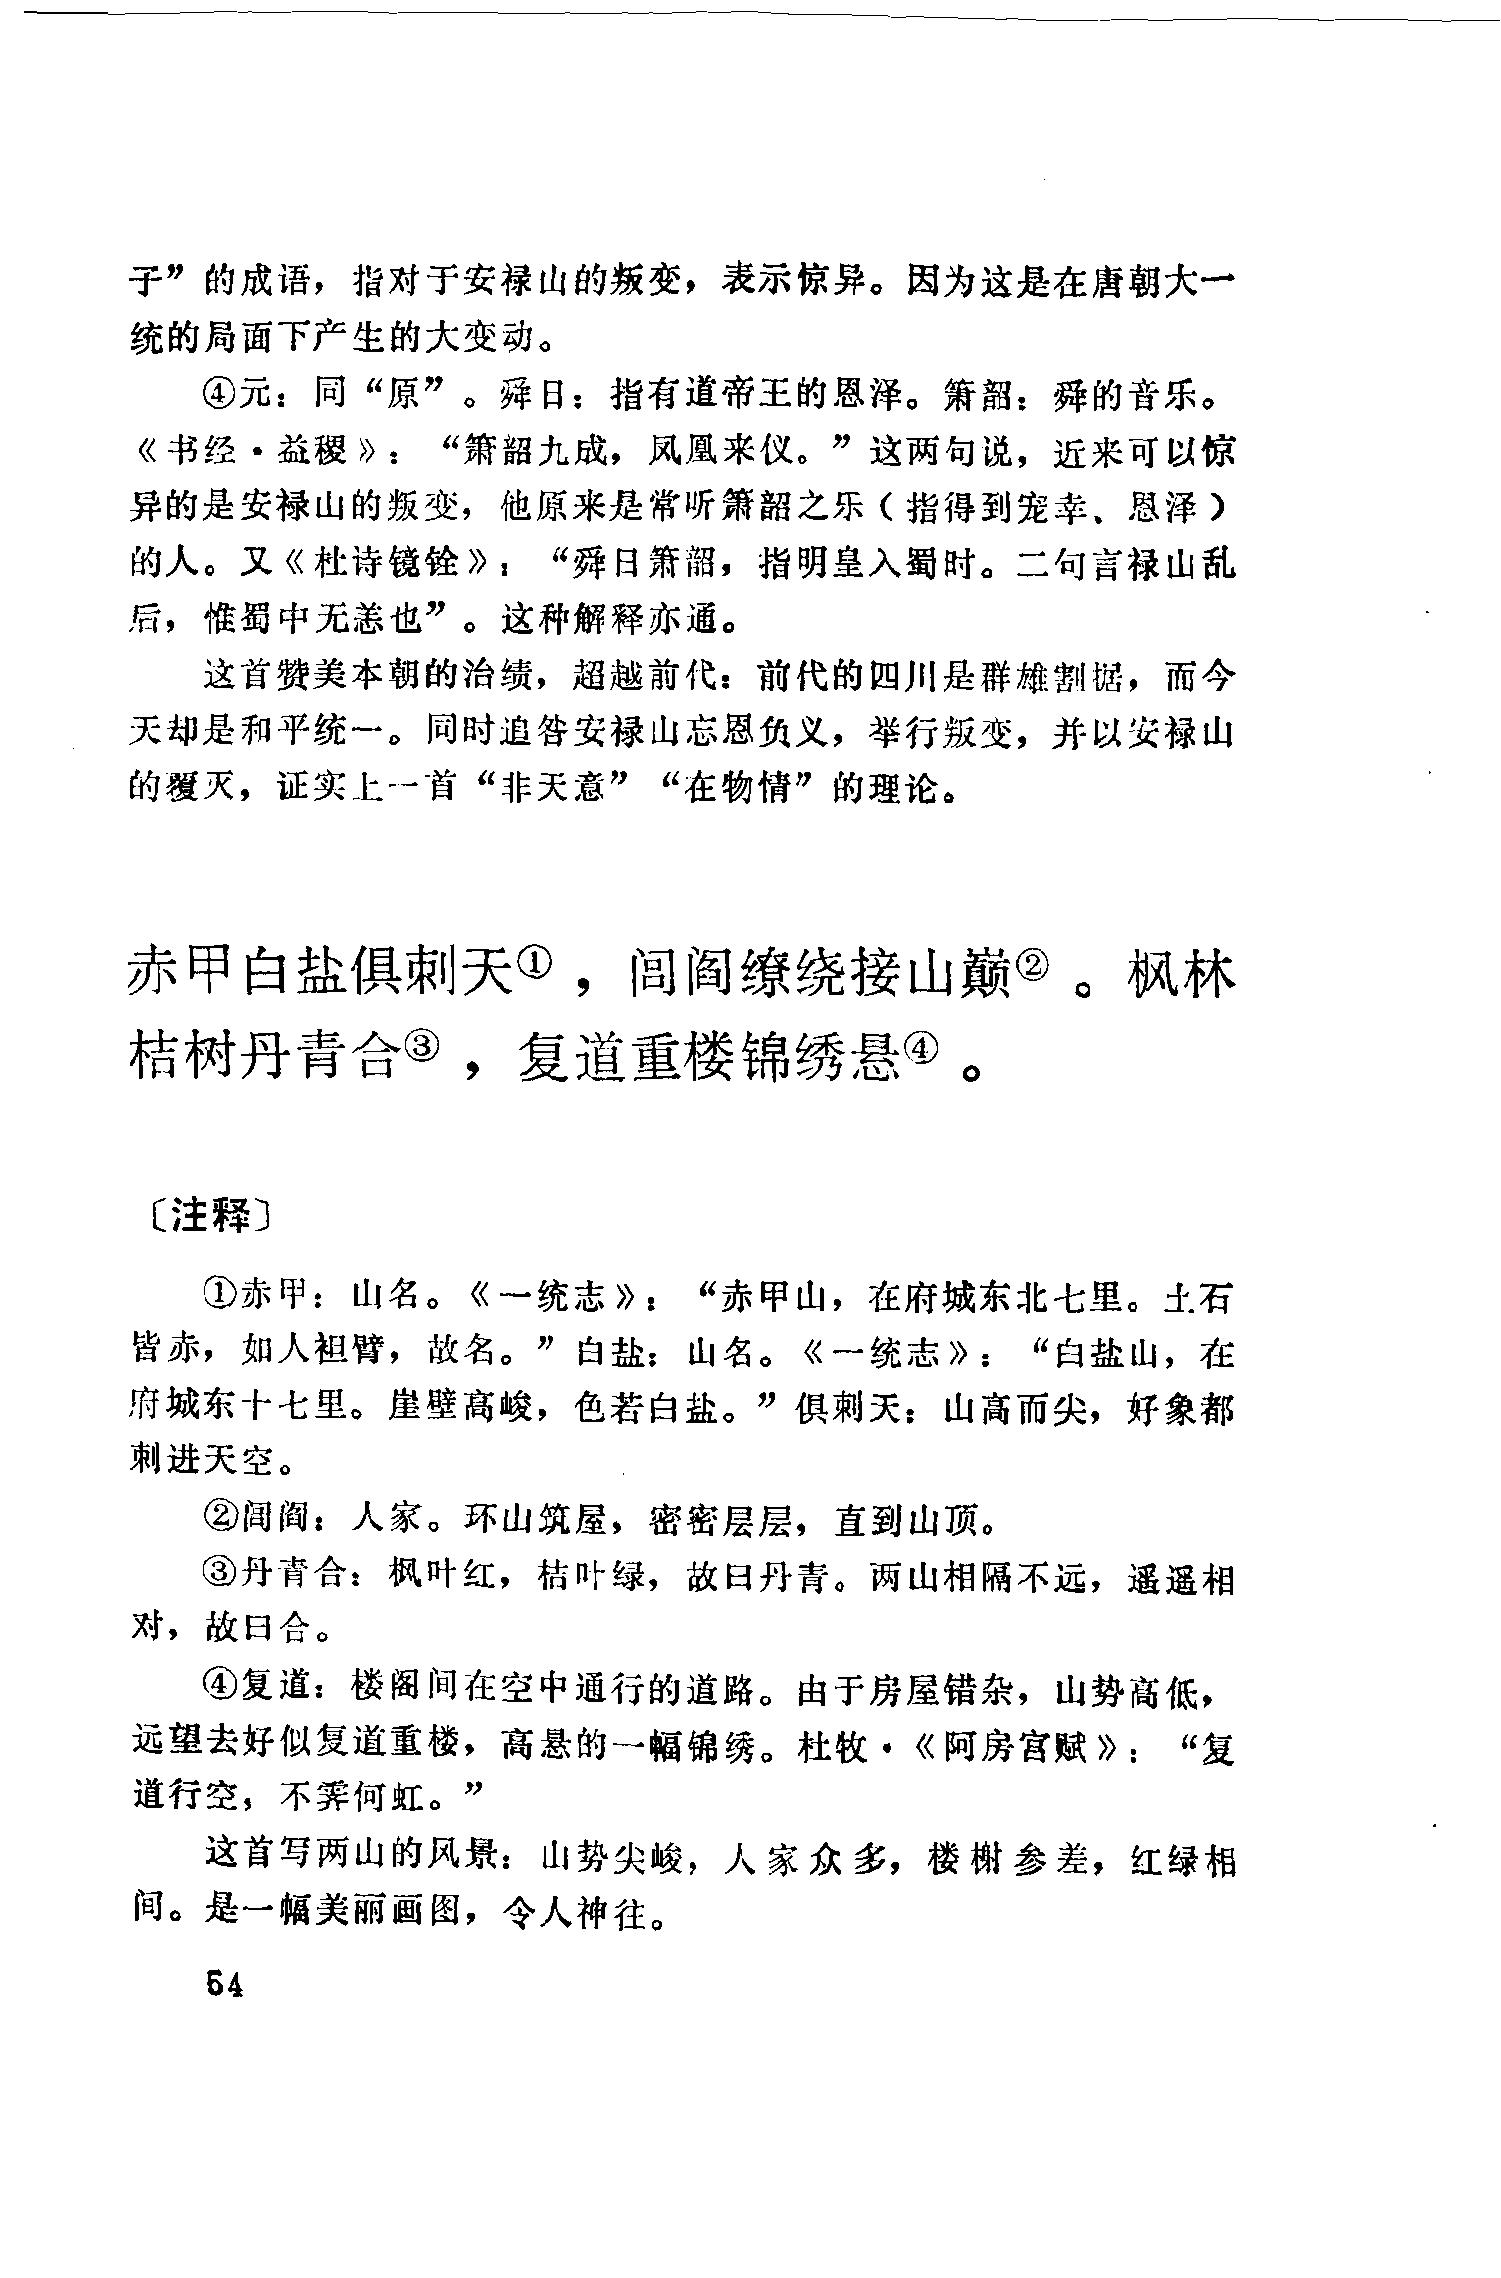 子”的成语，指对于安禄山的叛变，表示惊异。因为这是在唐朝大一
统的局面下产生的大变动。
④元：同“原”。舜日：指有道帝王的恩泽。箫韶：舜的音乐。
《书经·益稷》：“箫韶九成，凤凰来仪。”这两句说，近来可以惊
异的是安禄山的叛变，他原来是常听箫韶之乐（指得到宠幸、恩泽）
的人。又《杜诗镜铨》：“舜日箫韶，指明皇入蜀时。二句言禄山乱
后，惟蜀中无恙也”。这种解释亦通。
这首赞美本朝的治绩，超越前代：前代的四川是群雄割据，而今
天却是和平统一。同时追咎安禄山忘恩负义，举行叛变，并以安禄山
的覆灭，证实上一首“非天意”“在物情”的理论。
赤甲白盐俱刺天①，闾阎缭绕接山巅②。枫林
桔树丹青合③，复道重楼锦绣悬④。
〔注释〕
①赤甲：山名。《一统志》：“赤甲山，在府城东北七里。土石
皆赤，如人袒臂，故名。”白盐：山名。《一统志》：“白盐山，在
府城东十七里。崖壁高峻，色若白盐。”俱刺天：山高而尖，好象都
刺进天空。
②闾阎：人家。环山筑屋，密密层层，直到山顶。
③丹青合：枫叶红，桔叶绿，故曰丹青。两山相隔不远，遥遥相
对，故曰合。
④复道：楼阁间在空中通行的道路。由于房屋错杂，山势高低，
远望去好似复道重楼，高悬的一幅锦绣。杜牧·《阿房宫赋》：“复
道行空，不霁何虹。”
这首写两山的风景：山势尖峻，人家众多，楼榭参差，红绿相
间。是一幅美丽画图，令人神往。
54